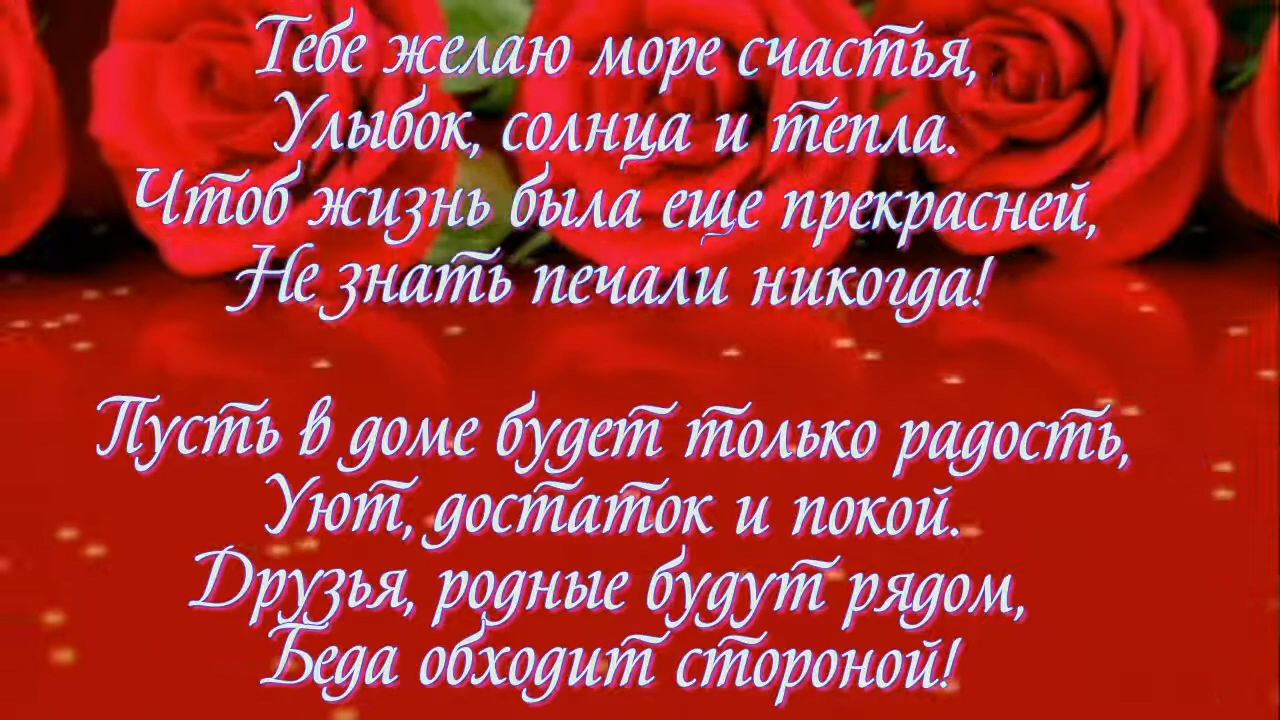 Тебе желаю море счастья,
Улыбок, солнца и тепла.
Чтоб жизнь была еще прекрасней,
Не знать печали никогда!
Пусть в доме будет только радость,
Уют, достаток и покой.
Друзья, родные будут рядом,
Беда обходит стороной!